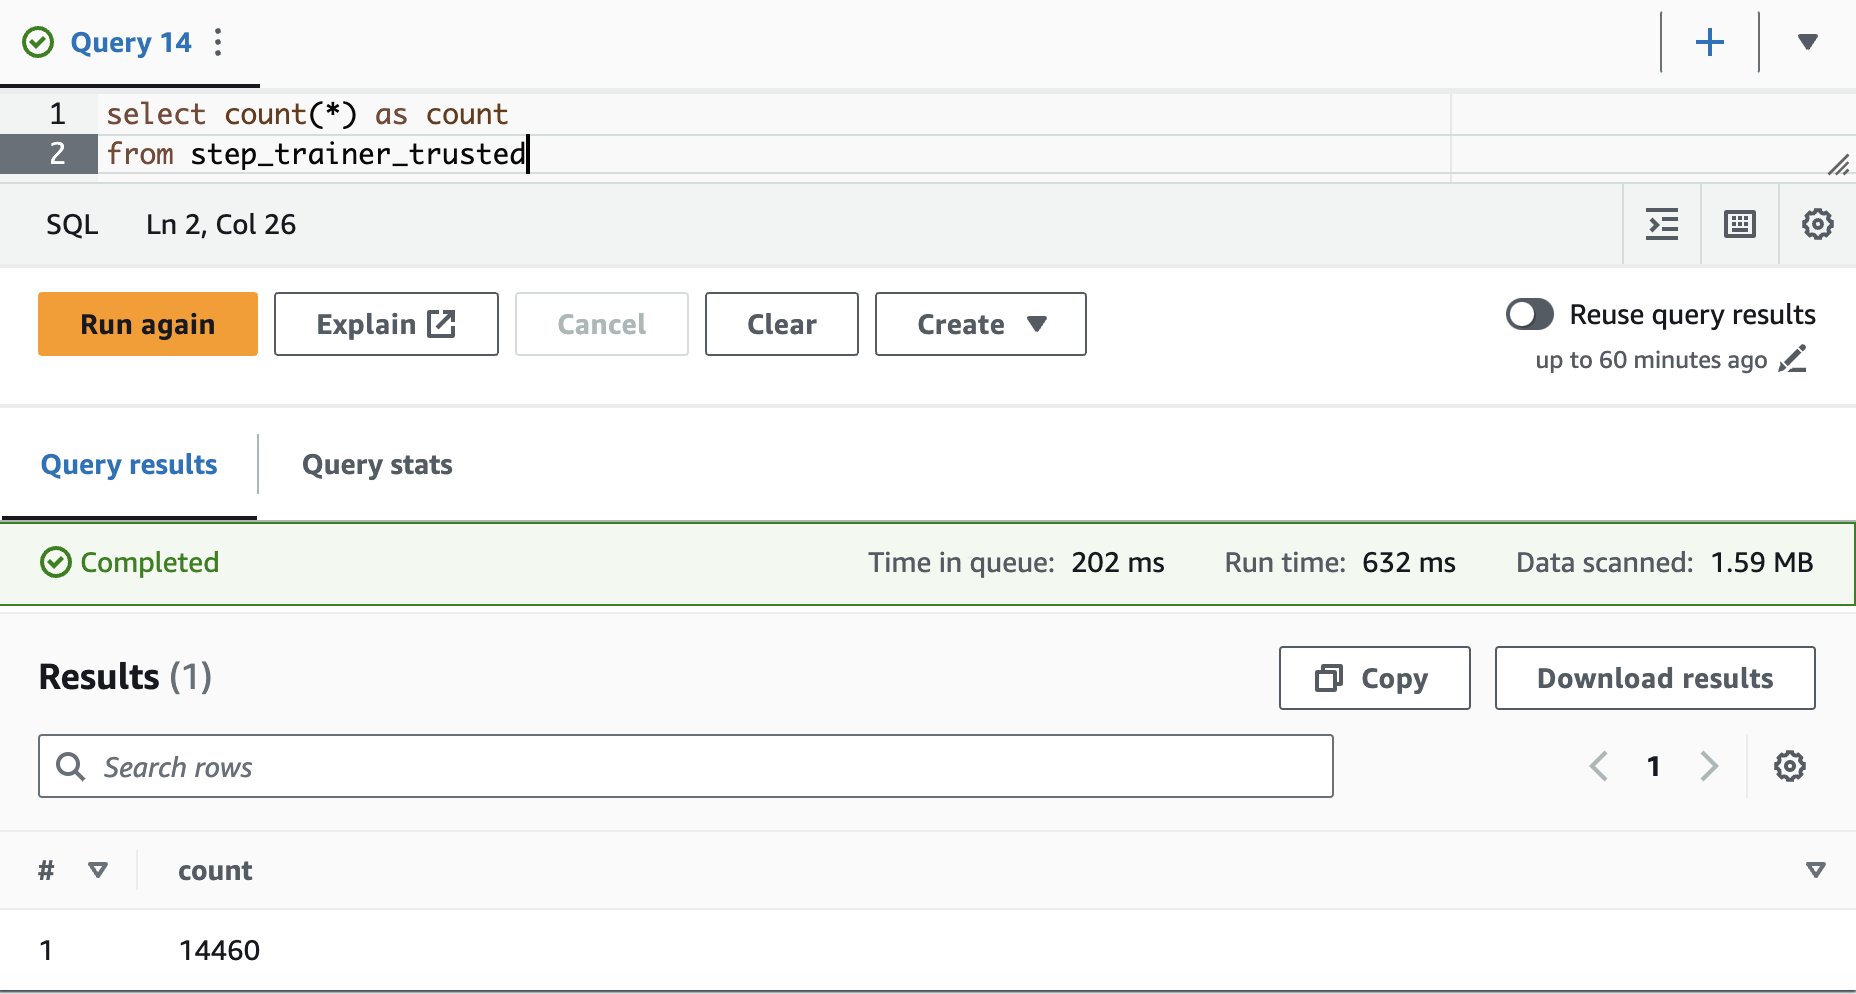 Query 14
1 select count(*) as count
2 from step_trainer_trusted
SQL Ln 2, Col 26
Run again Explain Cancel Clear Create Reuse query results
up to 60 minutes ago
Query results Query stats
Completed Time in queue: 202 ms Run time: 632 ms Data scanned: 1.59 MB
Results (1) Copy Download results
Search rows 1
# count
1 14460